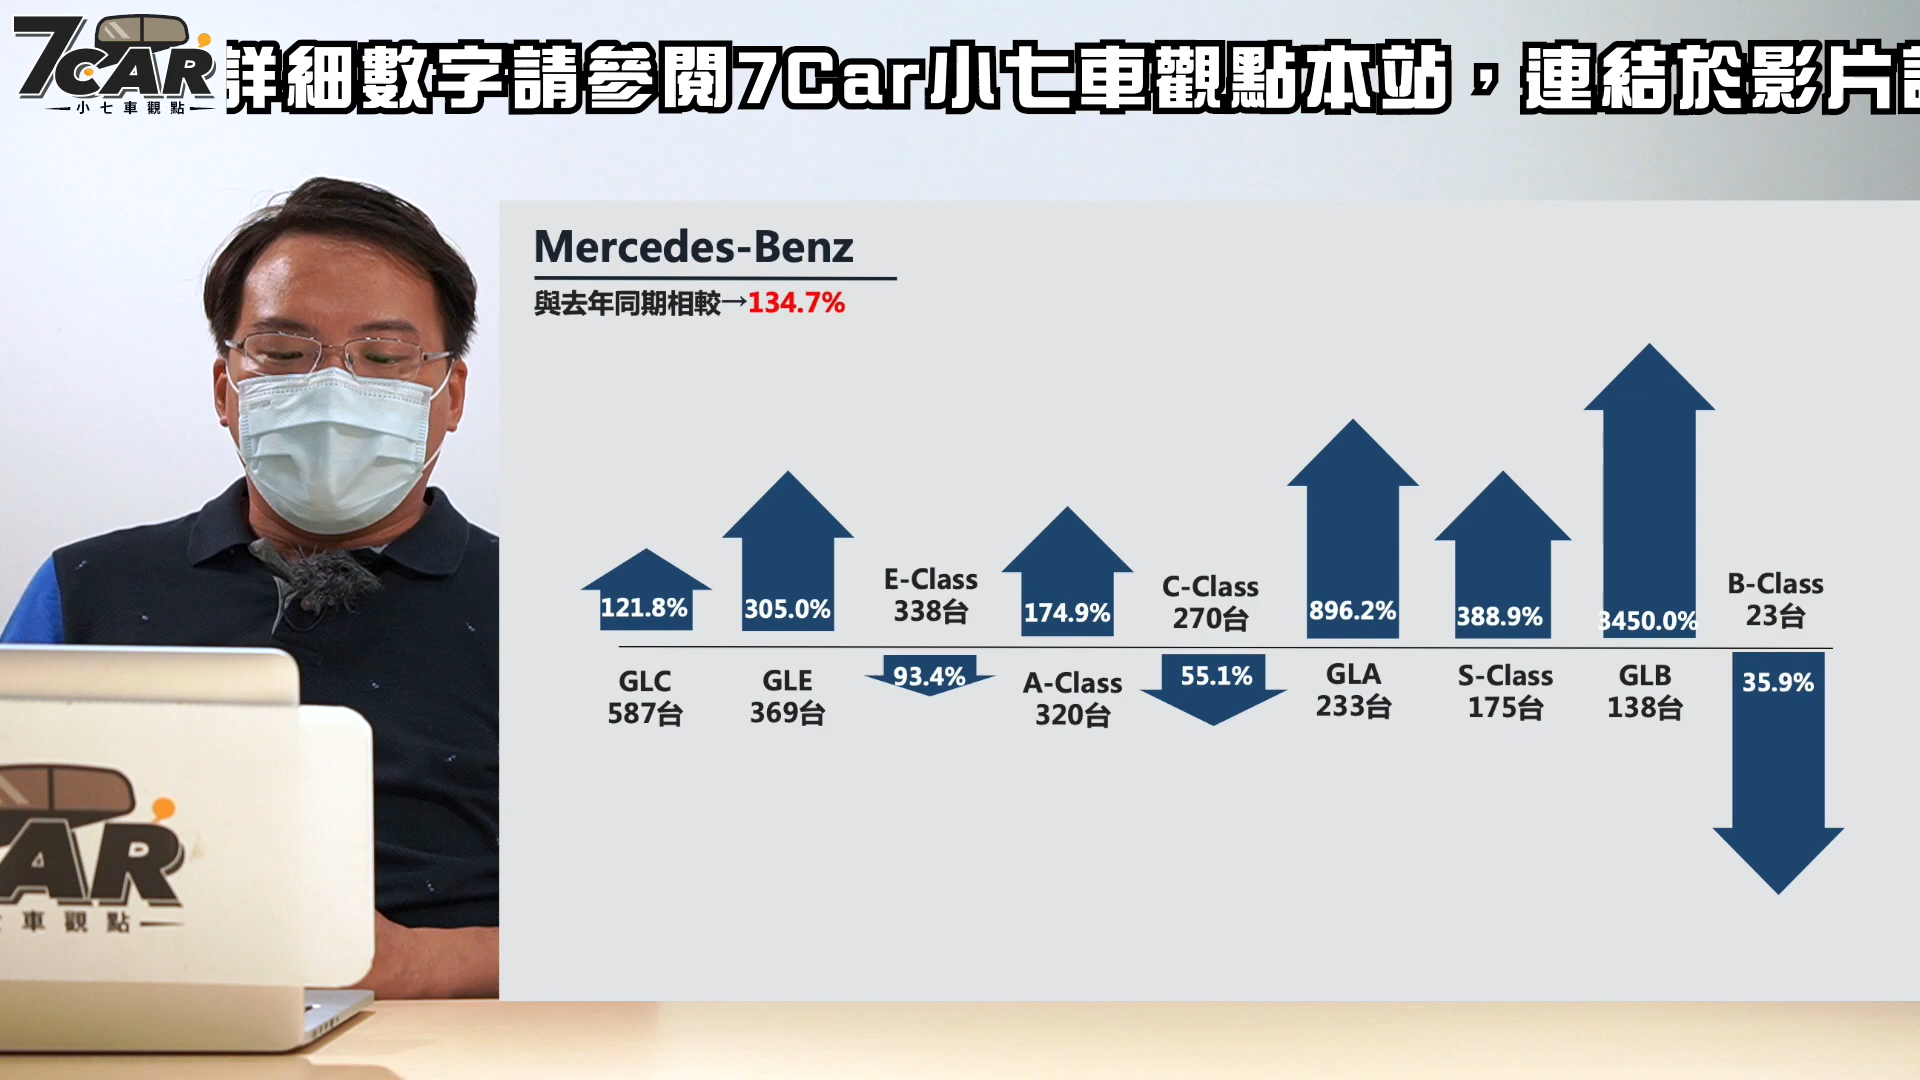 7CAR
小七車觀點
詳細數字請參閱7Car小七車觀點本站，連結於影片
Mercedes-Benz
與去年同期相較→134.7%
121.8%
305.0%
E-Class
338台
174.9%
C-Class
270台
896.2%
388.9%
3450.0%
B-Class
23台
GLC
587台
GLE
369台
93.4%
A-Class
320台
55.1%
GLA
233台
S-Class
175台
GLB
138台
35.9%
CAR
車觀點